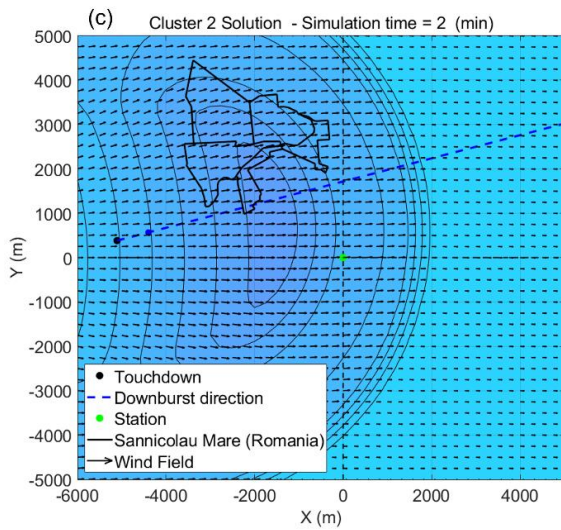 (c)
Cluster 2 Solution - Simulation time = 2 (min)
5000
4000
3000
2000
1000
0
-1000
-2000
-3000
-4000
-5000
Y (m)
Touchdown
Downburst direction
Station
Sannicolau Mare (Romania)
Wind Field
-6000 -4000 -2000 0 2000 4000
X (m)